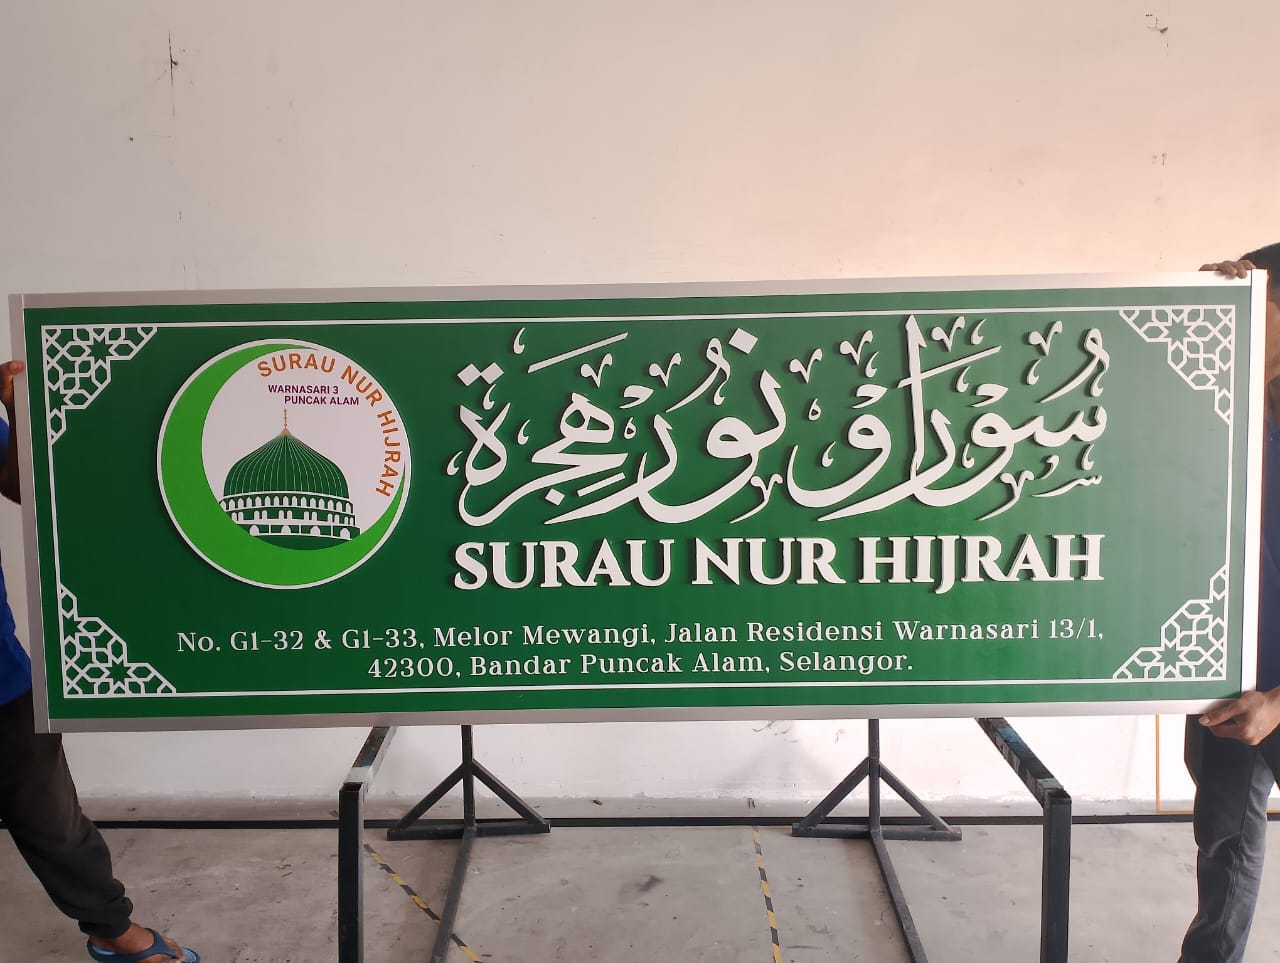 SURAU NUR HIJRAH
WARNASARI 3
PUNCAK ALAM
سوراو نور هجرة
SURAU NUR HIJRAH
No. G1-32 & G1-33, Melor Mewangi, Jalan Residensi Warnasari 13/1,
42300, Bandar Puncak Alam, Selangor.